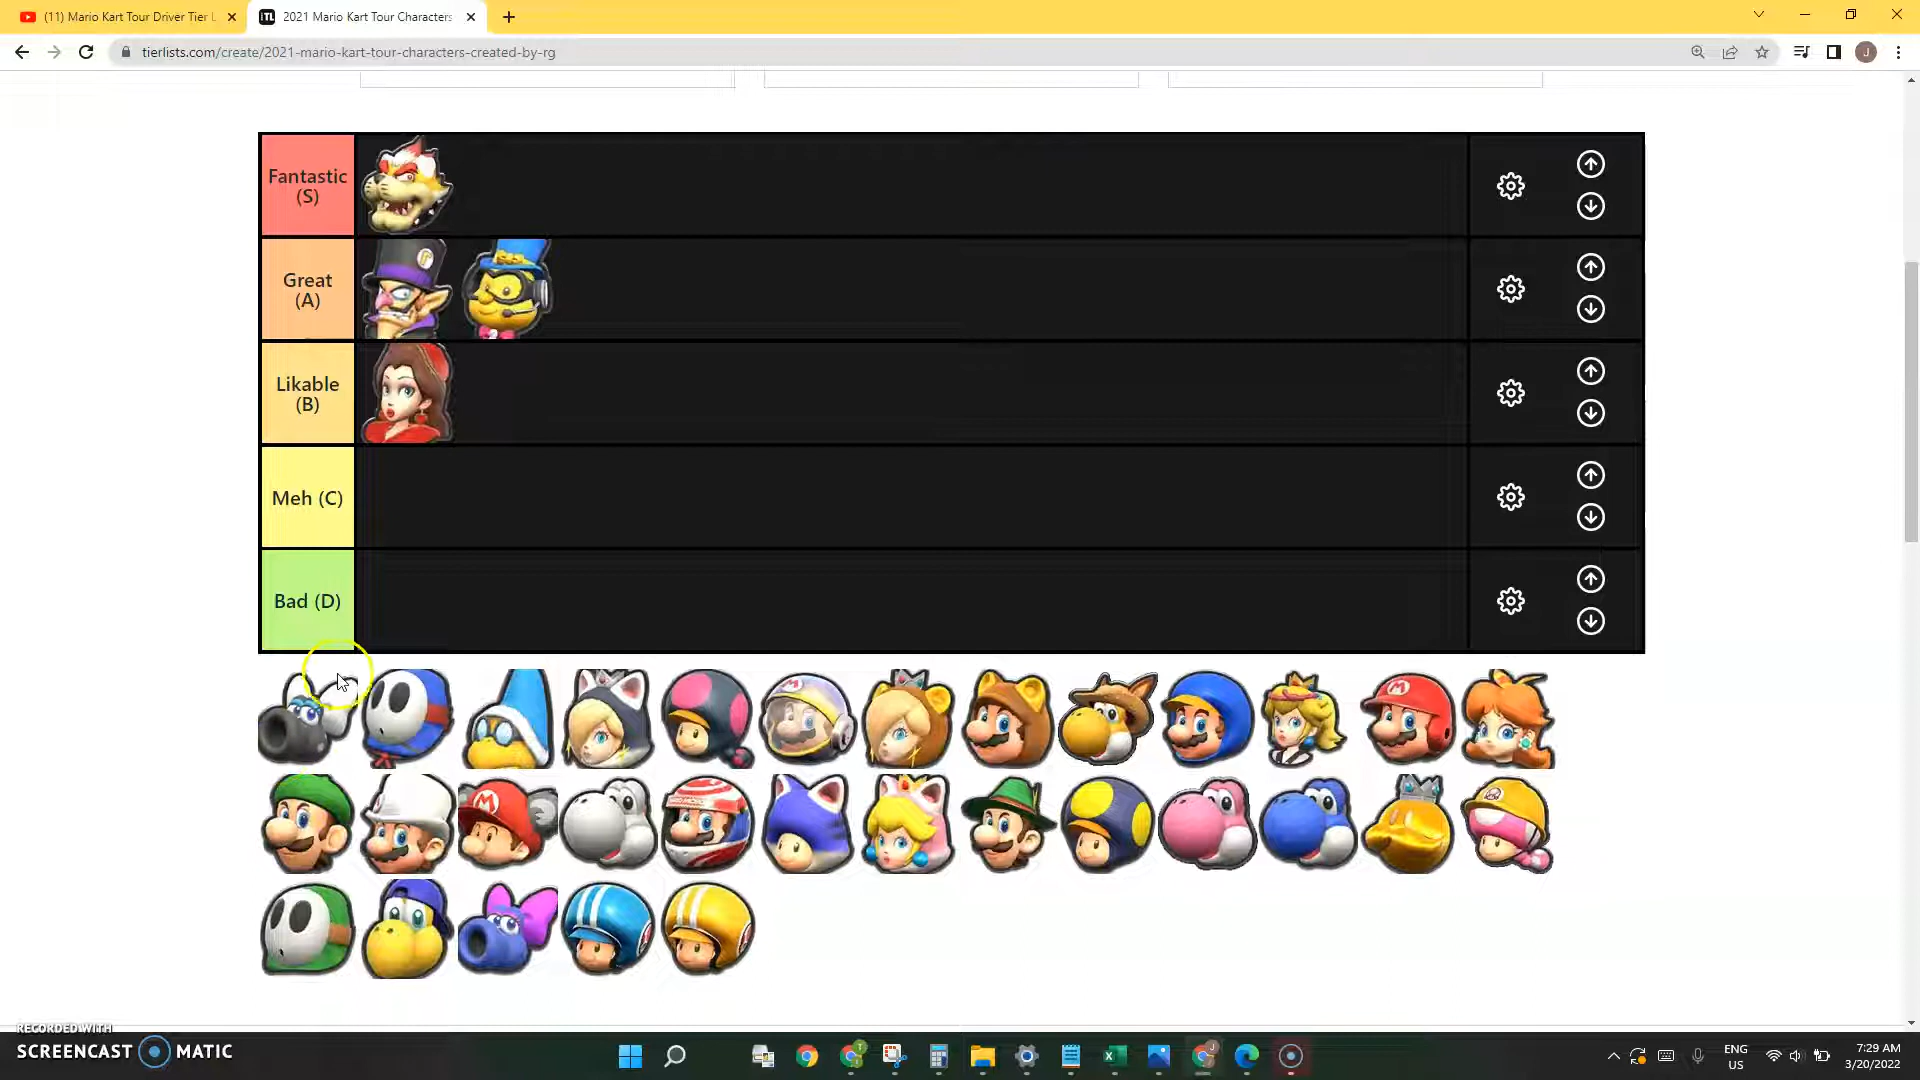 (11) Mario Kart Tour Driver Tier L
iTL
2021 Mario Kart Tour Characters
tierlists.com/create/2021-mario-kart-tour-characters-created-by-rg
J
Fantastic
(S)
Great
(A)
Likable
(B)
Meh (C)
Bad (D)
RECORDED WITH
SCREENCAST MATIC
ENG
US
7:29 AM
3/20/2022